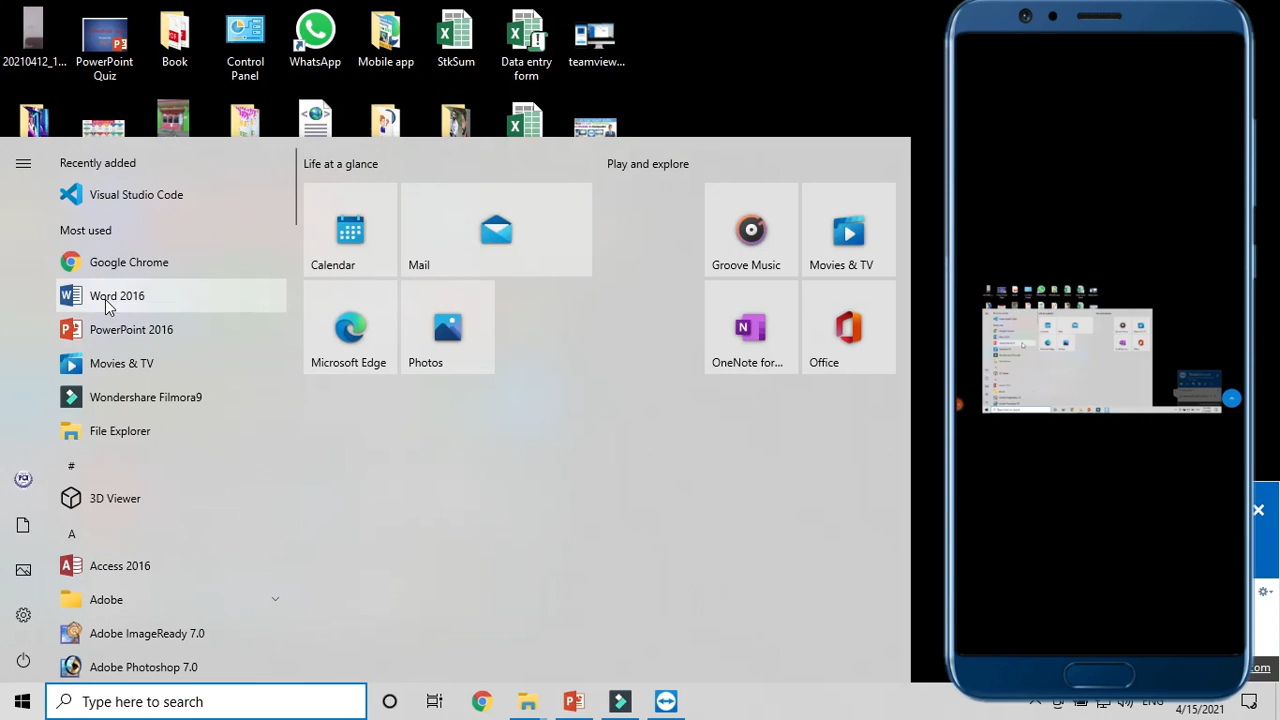 20210412_1...
PowerPoint
Quiz
Book
Control
Panel
WhatsApp
Mobile app
StkSum
Data entry
form
teamview...
Recently added
Visual Studio Code
Most used
Google Chrome
Word 2016
PowerPoint 2016
Movies & TV
Wondershare Filmora9
File Explorer
#
3D Viewer
A
Access 2016
Adobe
Adobe ImageReady 7.0
Adobe Photoshop 7.0
Life at a glance
Calendar
Mail
Microsoft Edge
Photos
Play and explore
Groove Music
Movies & TV
OneNote for...
Office
Type here to search
om
ENG
4/15/2021